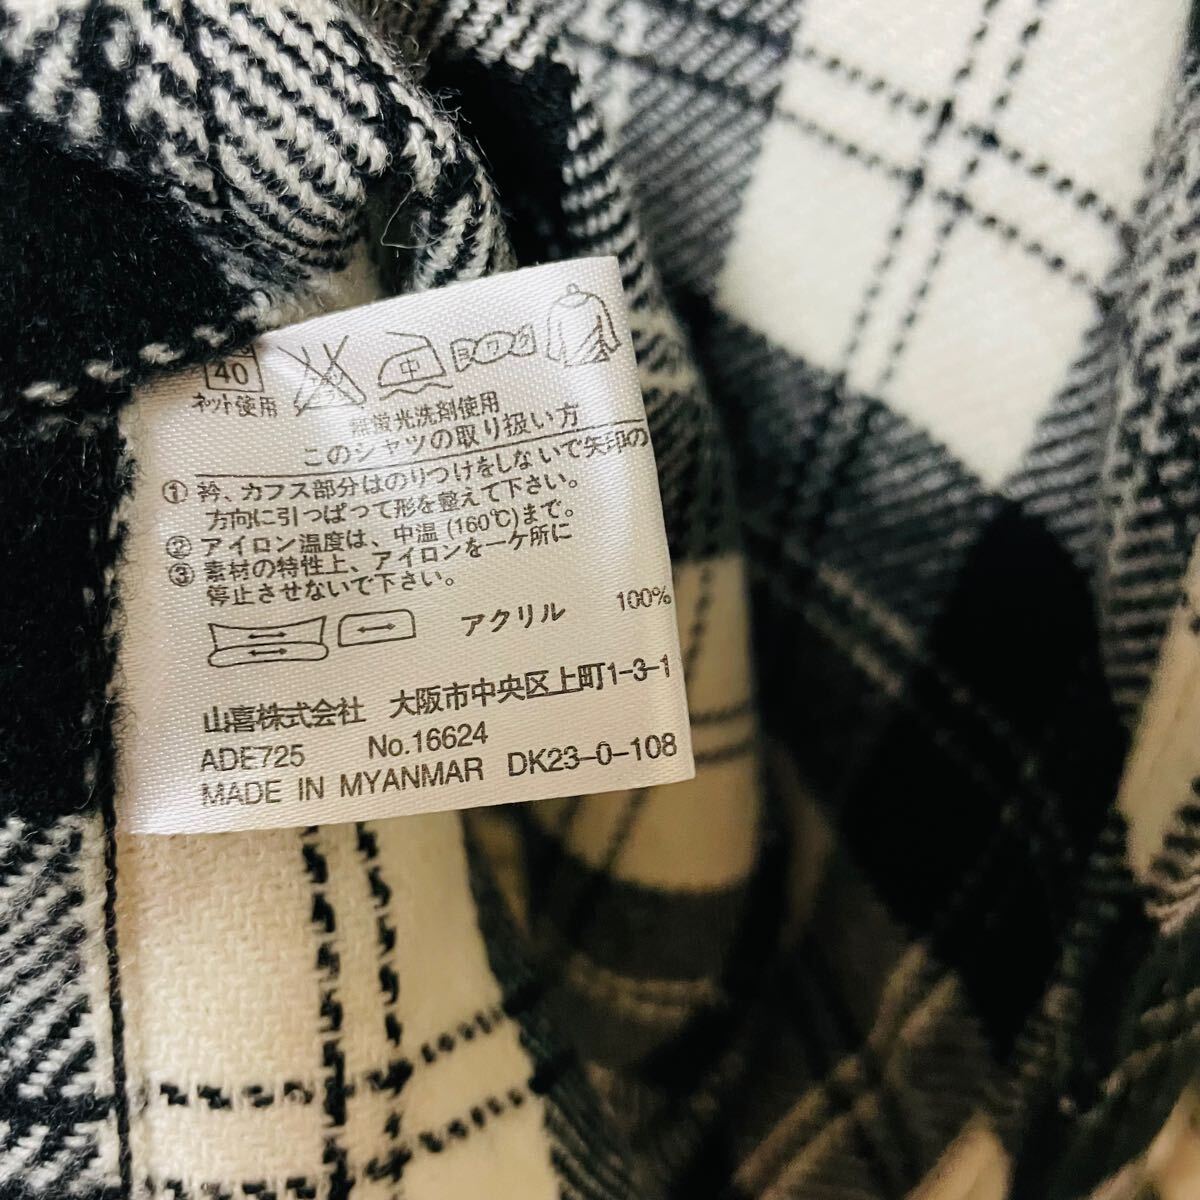 40
中
ネット使用
無蛍光洗剤使用
このシャツの取り扱い方
① 衿、カフス部分はのりつけをしないで矢印の
方向に引っぱって形を整えて下さい。
② アイロン温度は、中温 (160℃)まで。
③ 素材の特性上、アイロンを一ケ所に
停止させないで下さい。
アクリル 100%
山喜株式会社 大阪市中央区上町1-3-1
ADE725 No.16624
MADE IN MYANMAR DK23-0-108